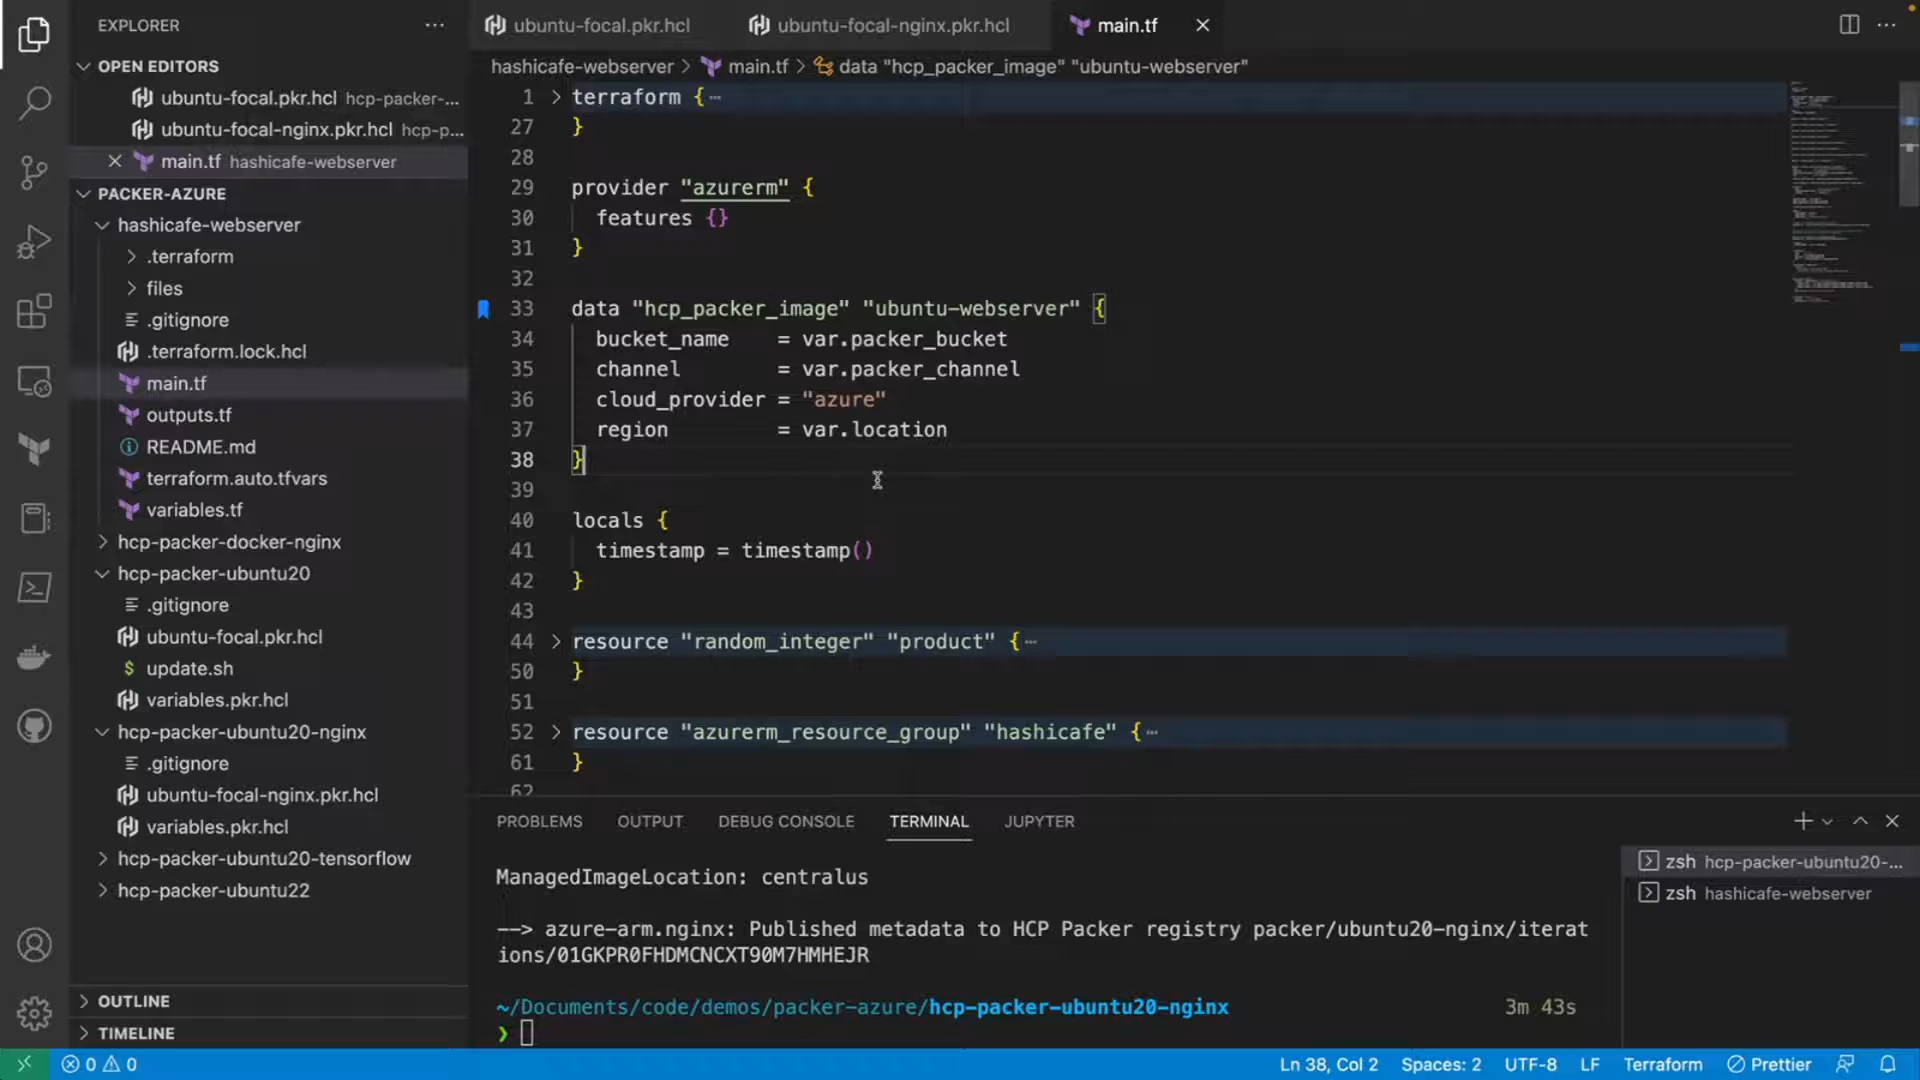 EXPLORER
OPEN EDITORS
ubuntu-focal.pkr.hcl hcp-packer-...
ubuntu-focal-nginx.pkr.hcl hcp-p...
main.tf hashicafe-webserver
PACKER-AZURE
hashicafe-webserver
.terraform
files
.gitignore
.terraform.lock.hcl
main.tf
outputs.tf
README.md
terraform.auto.tfvars
variables.tf
hcp-packer-docker-nginx
hcp-packer-ubuntu20
.gitignore
ubuntu-focal.pkr.hcl
$ update.sh
variables.pkr.hcl
hcp-packer-ubuntu20-nginx
.gitignore
ubuntu-focal-nginx.pkr.hcl
variables.pkr.hcl
hcp-packer-ubuntu20-tensorflow
hcp-packer-ubuntu22
OUTLINE
TIMELINE
ubuntu-focal.pkr.hcl ubuntu-focal-nginx.pkr.hcl main.tf
hashicafe-webserver > main.tf > data "hcp_packer_image" "ubuntu-webserver"
1 > terraform {···
27 }
28
29 provider "azurerm" {
30 features {}
31 }
32
33 data "hcp_packer_image" "ubuntu-webserver" {
34 bucket_name = var.packer_bucket
35 channel = var.packer_channel
36 cloud_provider = "azure"
37 region = var.location
38 }
39
40 locals {
41 timestamp = timestamp()
42 }
43
44 > resource "random_integer" "product" {···
50 }
51
52 > resource "azurerm_resource_group" "hashicafe" {···
61 }
62
PROBLEMS OUTPUT DEBUG CONSOLE TERMINAL JUPYTER
ManagedImageLocation: centralus
--> azure-arm.nginx: Published metadata to HCP Packer registry packer/ubuntu20-nginx/iterat
ions/01GKPR0FHDMCNCXT90M7HMHEJR
~/Documents/code/demos/packer-azure/hcp-packer-ubuntu20-nginx 3m 43s
❯
zsh hcp-packer-ubuntu20-...
zsh hashicafe-webserver
0 0 Ln 38, Col 2 Spaces: 2 UTF-8 LF Terraform Prettier